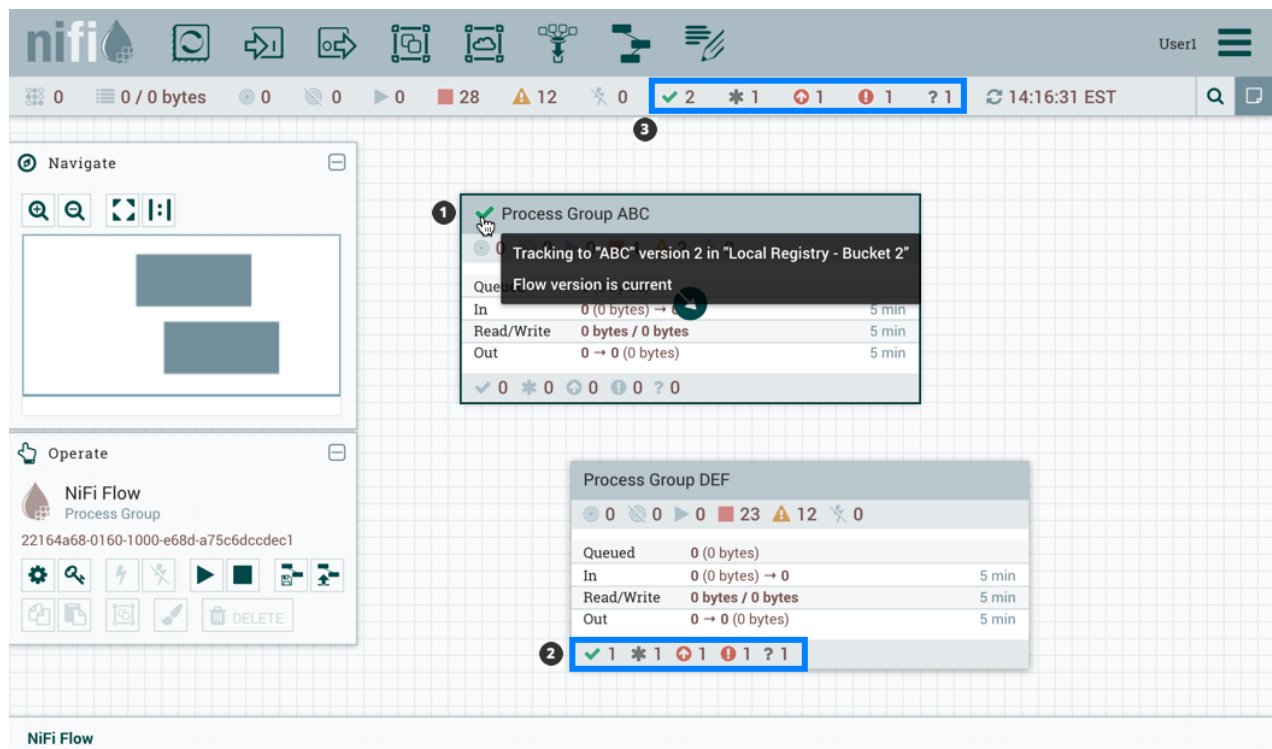 nifi
User1
0 0 / 0 bytes 0 0 0 28 12 0 2 1 1 1 ? 1 14:16:31 EST
3
Navigate
1 Process Group ABC
0
Tracking to "ABC" version 2 in "Local Registry - Bucket 2"
Flow version is current
In 0 (0 bytes) → 5 min
Read/Write 0 bytes / 0 bytes 5 min
Out 0 → 0 (0 bytes) 5 min
0 0 0 0 ? 0
Operate
NiFi Flow
Process Group
22164a68-0160-1000-e68d-a75c6dccdec1
DELETE
Process Group DEF
0 0 0 23 12 0
Queued 0 (0 bytes)
In 0 (0 bytes) → 0 5 min
Read/Write 0 bytes / 0 bytes 5 min
Out 0 → 0 (0 bytes) 5 min
2 1 1 1 1 ? 1
NiFi Flow